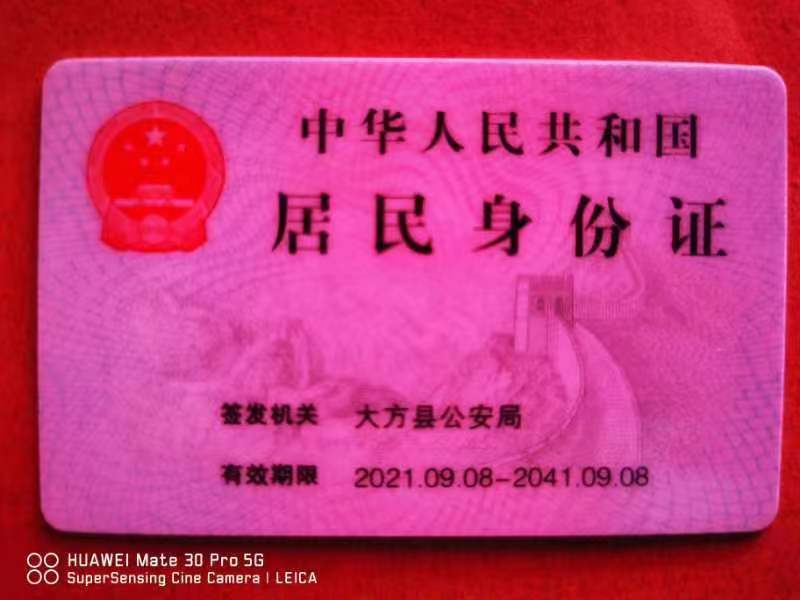 中华人民共和国
居民身份证
签发机关 大方县公安局
有效期限 2021.09.08-2041.09.08
HUAWEI Mate 30 Pro 5G
SuperSensing Cine Camera | LEICA